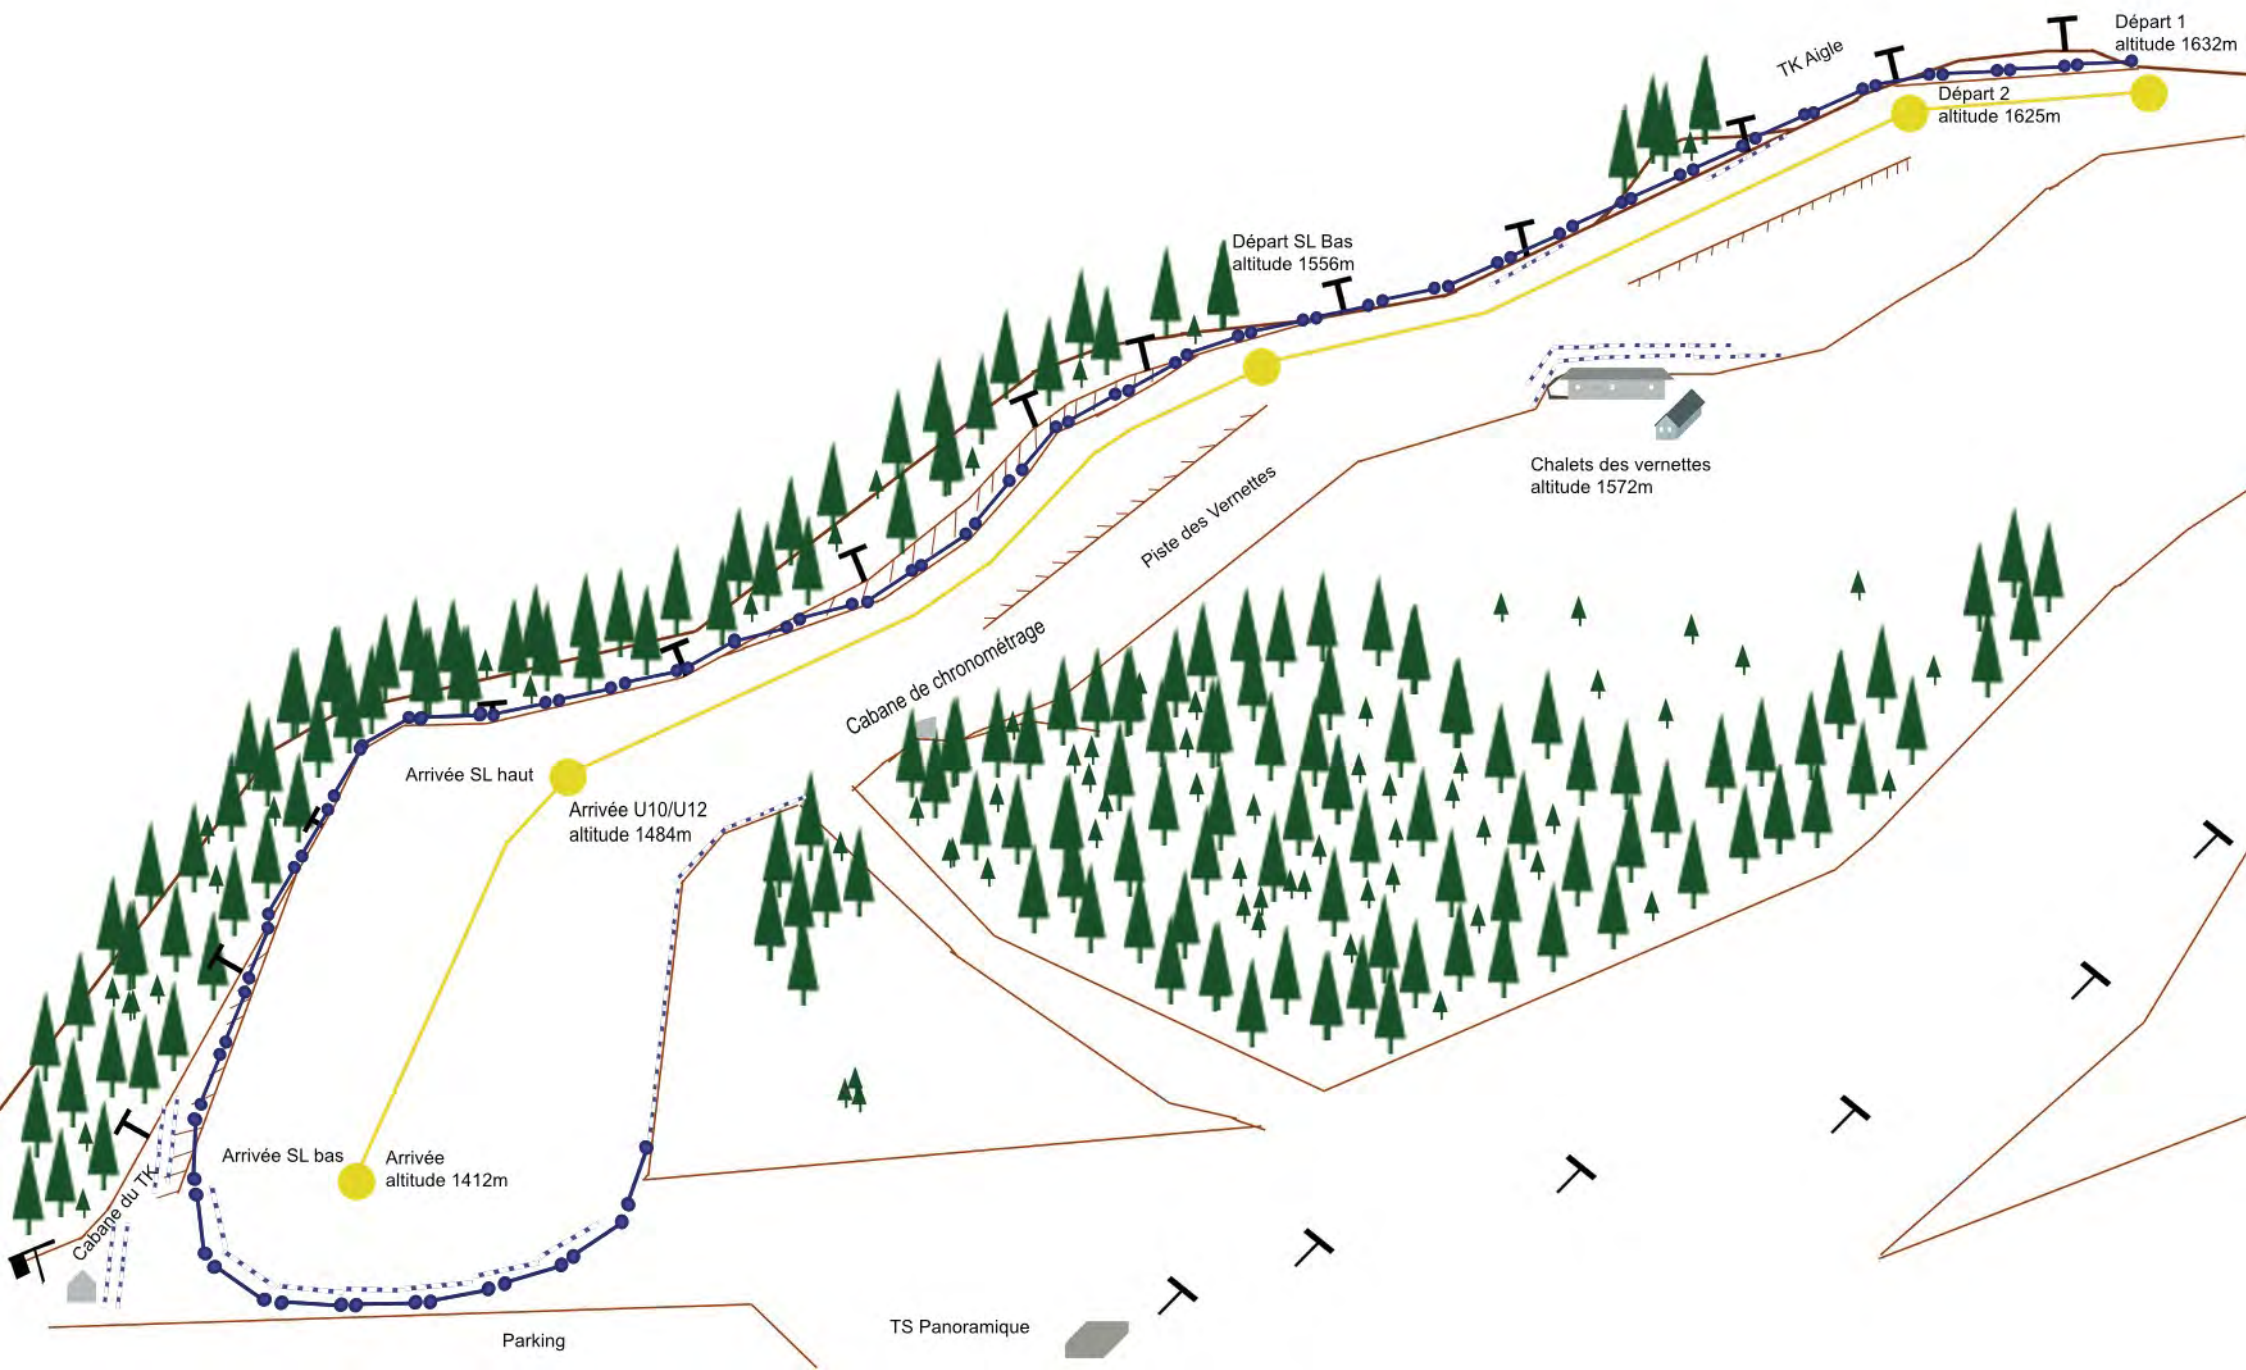 Départ 1
altitude 1632m
TK Aigle
Départ 2
altitude 1625m
Départ SL Bas
altitude 1556m
Chalets des vernettes
altitude 1572m
Piste des Vernettes
Cabane de chronométrage
Arrivée SL haut
Arrivée U10/U12
altitude 1484m
Arrivée SL bas
Arrivée
altitude 1412m
Cabane du TK
TS Panoramique
Parking